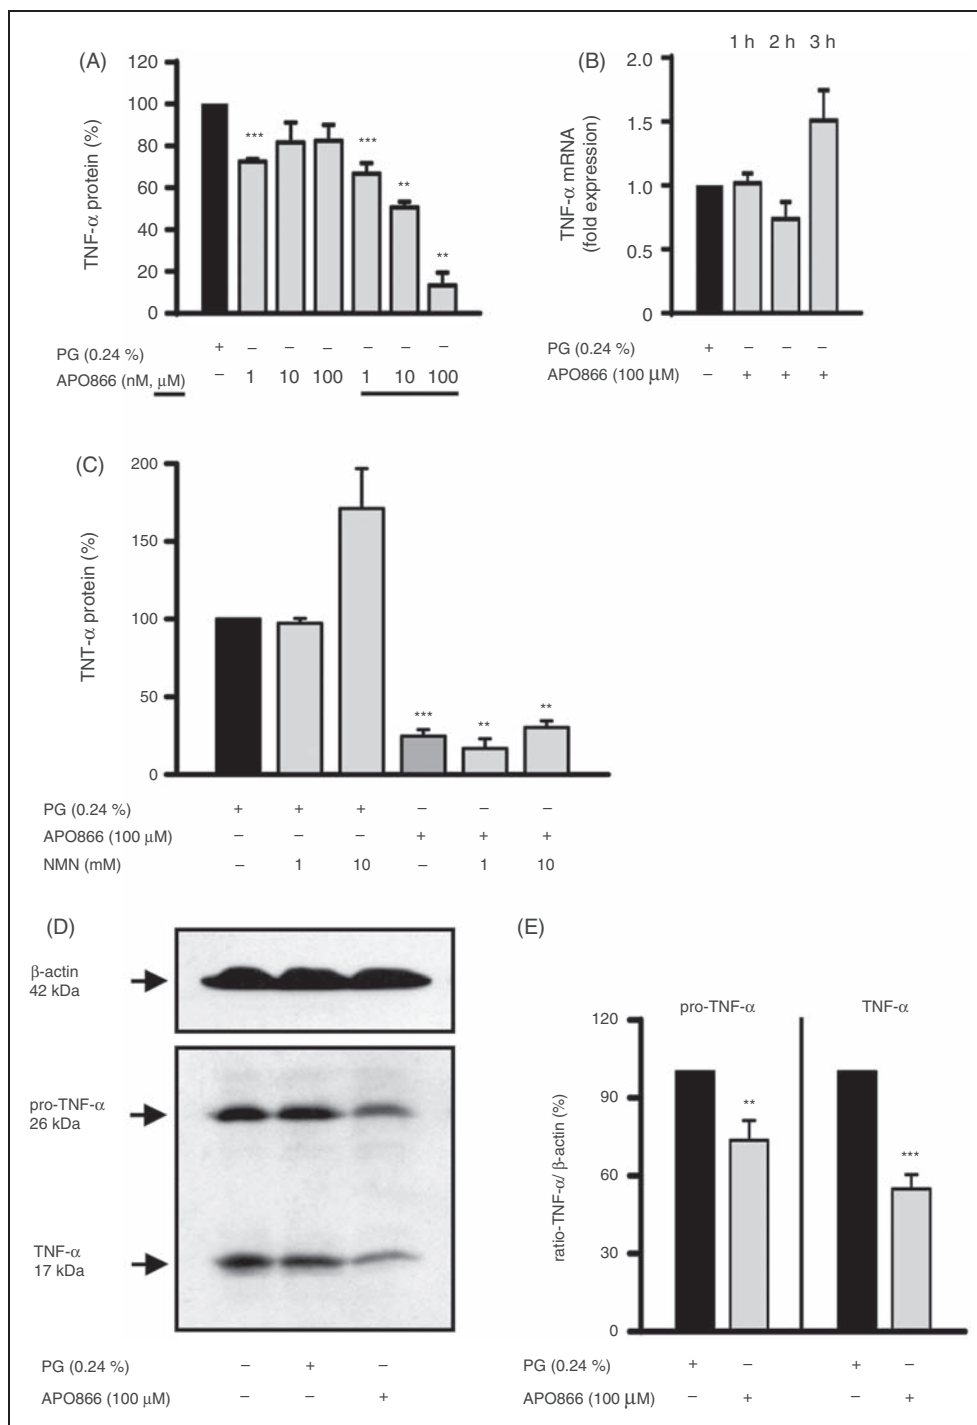 (A)
120
100
80
60
40
20
0
TNF-α protein (%)
***
***
**
**
PG (0.24 %) + – – – – – –
APO866 (nM, μM) – 1 10 100 1 10 100
(B)
1 h 2 h 3 h
2.0
1.5
1.0
0.5
0
TNF-α mRNA
(fold expression)
PG (0.24 %) + – – –
APO866 (100 μM) – + + +
(C)
200
150
100
50
0
TNT-α protein (%)
*** ** **
PG (0.24 %) + + + – – –
APO866 (100 μM) – – – + + +
NMN (mM) – 1 10 – 1 10
(D)
β-actin
42 kDa
pro-TNF-α
26 kDa
TNF-α
17 kDa
PG (0.24 %) – + –
APO866 (100 μM) – – +
(E)
pro-TNF-α TNF-α
120
90
60
30
0
ratio-TNF-α/ β-actin (%)
**
***
PG (0.24 %) + – + –
APO866 (100 μM) – + – +